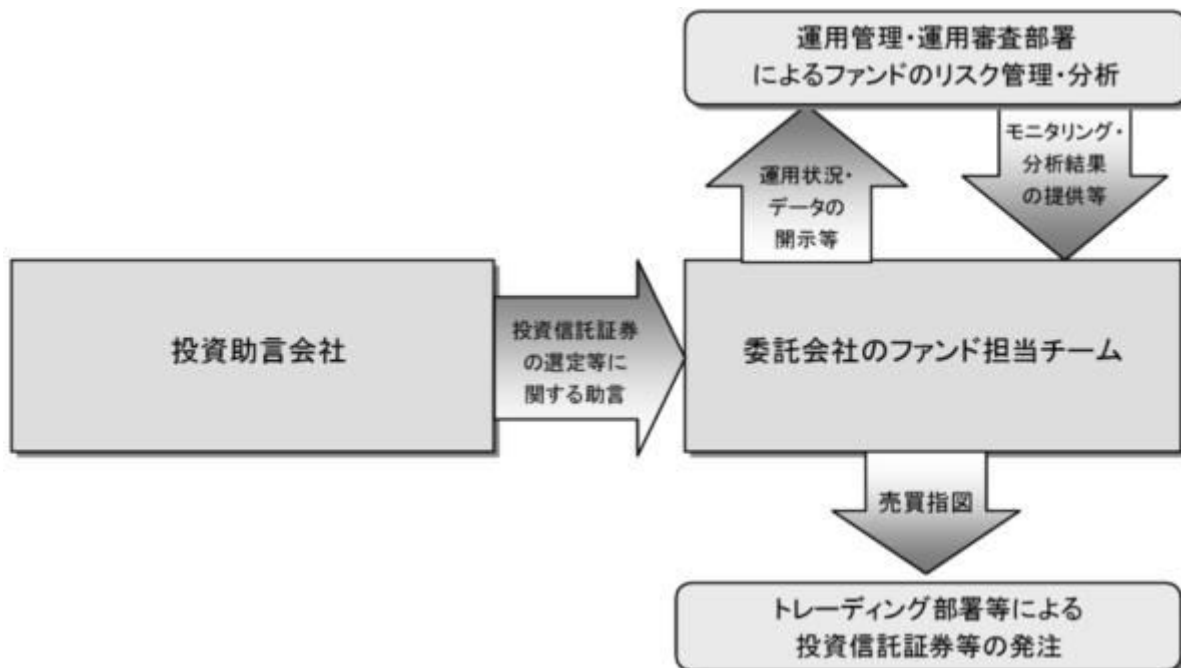 運用管理・運用審査部署
によるファンドのリスク管理・分析
運用状況・
データの
開示等
モニタリング・
分析結果
の提供等
投資助言会社
投資信託証券
の選定等に
関する助言
委託会社のファンド担当チーム
売買指図
トレーディング部署等による
投資信託証券等の発注